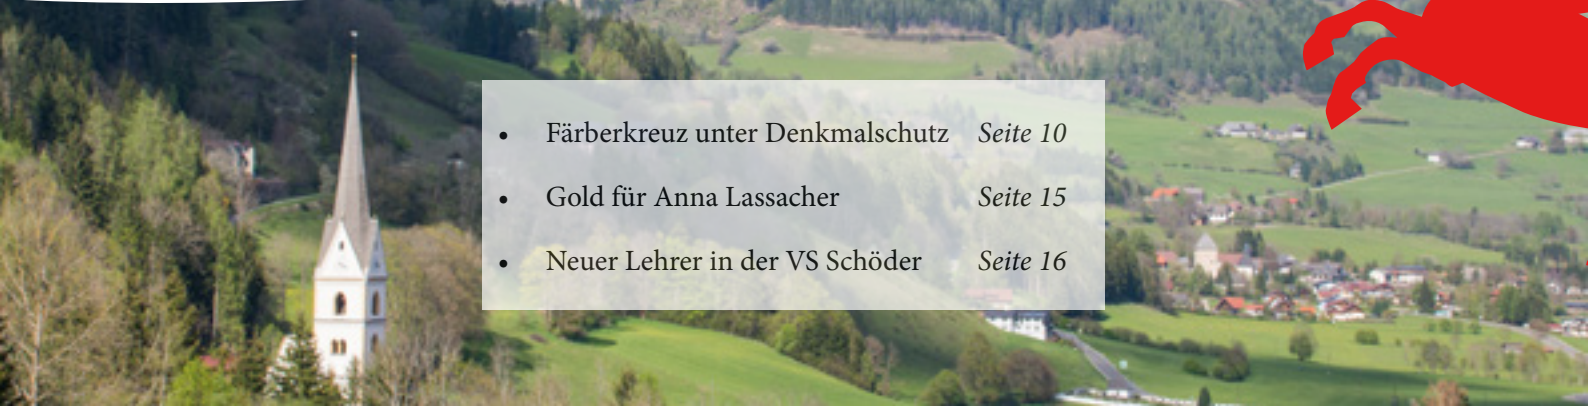 • Färberkreuz unter Denkmalschutz Seite 10
• Gold für Anna Lassacher Seite 15
• Neuer Lehrer in der VS Schöder Seite 16